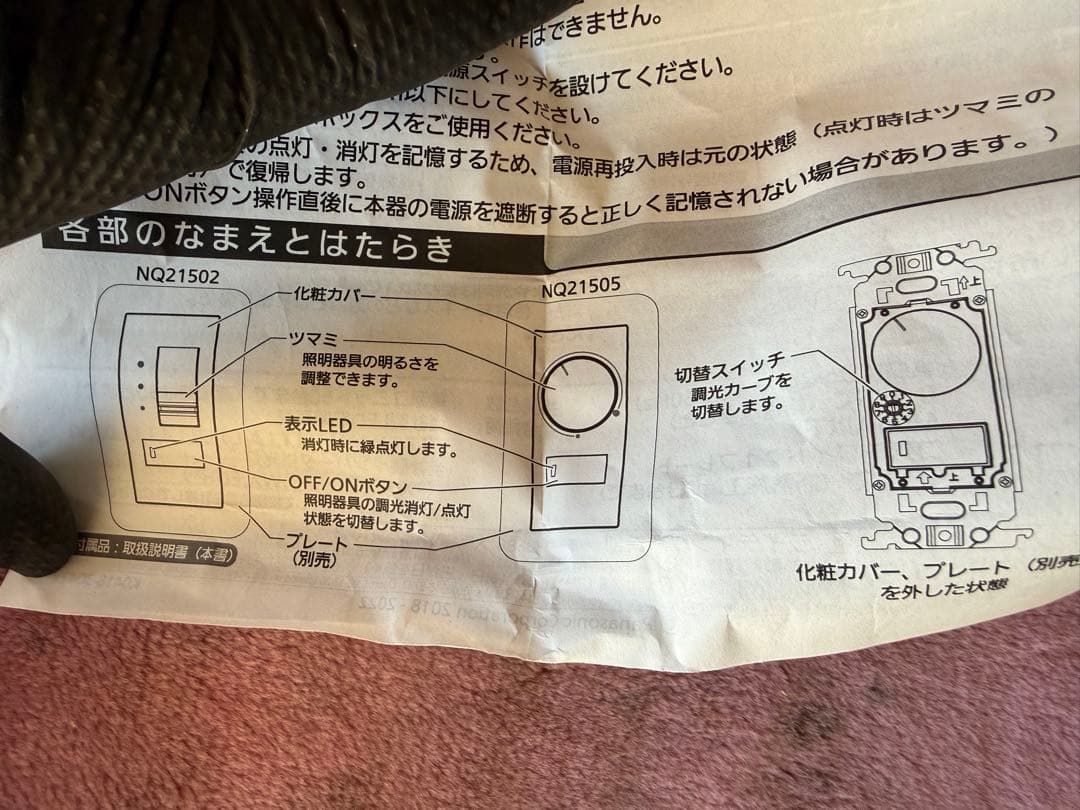 作はできません。
源スイッチを設けてください。
以下にしてください。
ボックスをご使用ください。
の点灯・消灯を記憶するため、電源再投入時は元の状態（点灯時はツマミの
で復帰します。
ONボタン操作直後に本器の電源を遮断すると正しく記憶されない場合があります。）
各部のなまえとはたらき
NQ21502
NQ21505
化粧カバー
ツマミ
照明器具の明るさを
調整できます。
表示LED
消灯時に緑点灯します。
OFF/ONボタン
照明器具の調光消灯/点灯
状態を切替します。
プレート
（別売）
切替スイッチ
調光カーブを
切替します。
上
上
化粧カバー、プレート（別売
を外した状態
付属品：取扱説明書（本書）
Panasonic Corporation 2018 - 2022